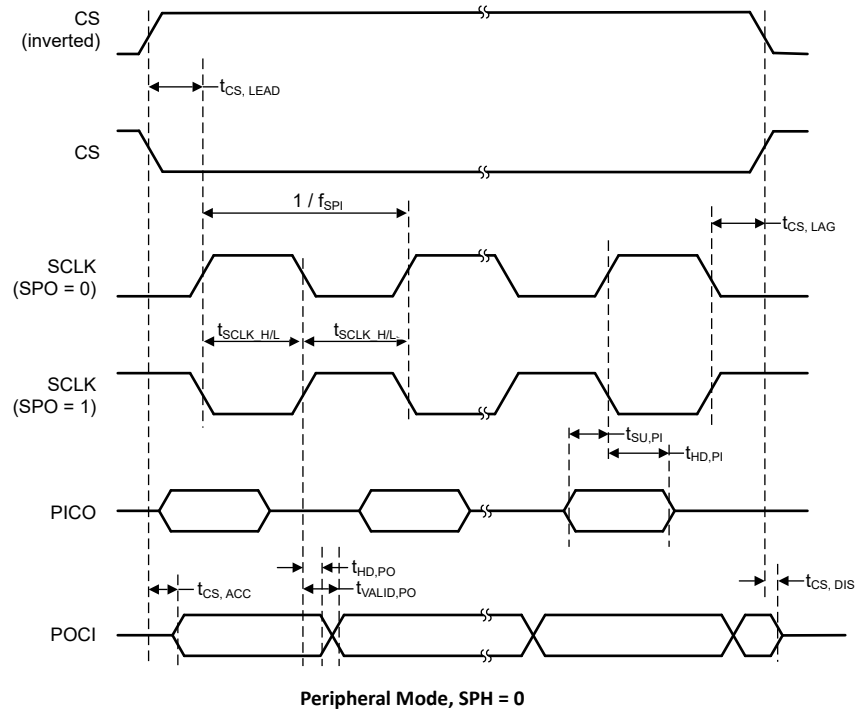 CS
(inverted)
tCS, LEAD
CS
1 / fSPI
tCS, LAG
SCLK
(SPO = 0)
tSCLK_H/L
tSCLK_H/L
SCLK
(SPO = 1)
tSU,PI
tHD,PI
PICO
tHD,PO
tVALID,PO
tCS, ACC
tCS, DIS
POCI
Peripheral Mode, SPH = 0